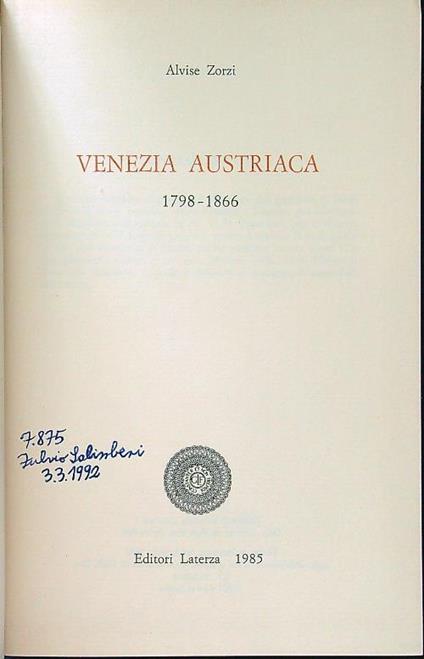 Alvise Zorzi
VENEZIA AUSTRIACA
1798-1866
7.875
Fulvio Salimbeni
3.3.1992
Editori Laterza 1985